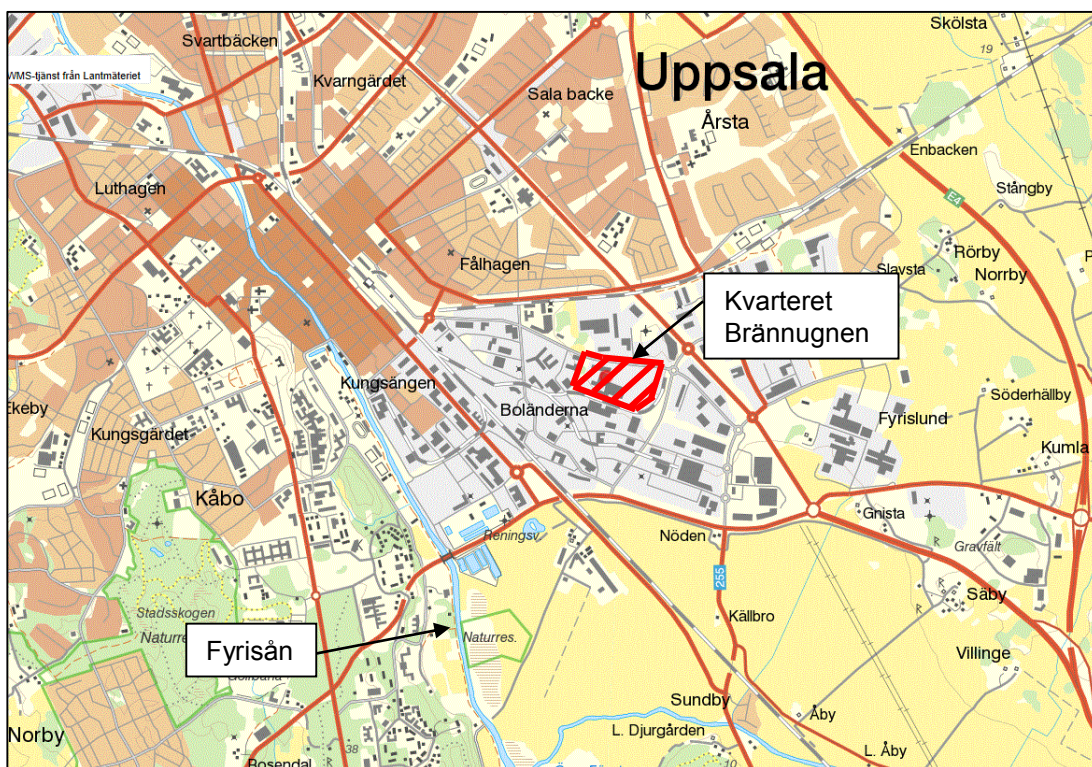 Skölsta
19
Svartbäcken
Uppsala
WMS-tjänst från Lantmäteriet
Kvarngärdet
Sala backe
Årsta
Enbacken
Luthagen
Stångby
E4
Rörby
Fålhagen
Slavsta
Norrby
Kvarteret
Brännugnen
Kungsängen
Boländerna
Söderhällby
Fyrislund
Kungsgärdet
Kumla
Kåbo
Gnista
Reningsv.
Nöden
Gravfält
255
Säby
Stadsskogen
Källbro
Fyrisån
Naturres.
Villinge
Sundby
Åby
Norby
L. Djurgården
38
L. Åby
Rosendal
10